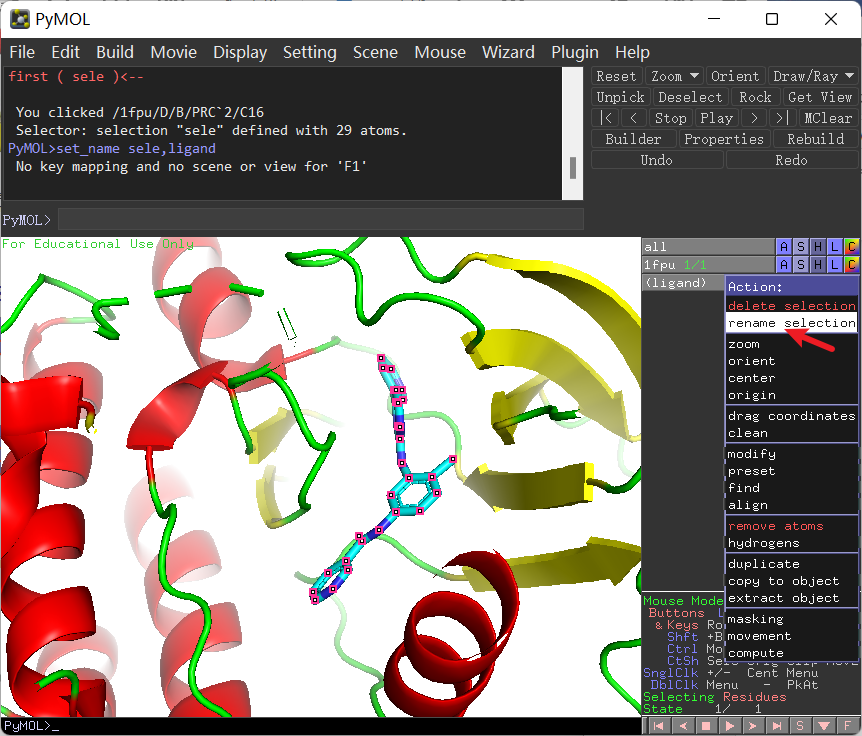 PyMOL
File Edit Build Movie Display Setting Scene Mouse Wizard Plugin Help
first ( sele )<--
You clicked /1fpu/D/B/PRC`2/C16
Selector: selection "sele" defined with 29 atoms.
PyMOL>set_name sele,ligand
No key mapping and no scene or view for 'F1'
PyMOL>
Reset Zoom Orient Draw/Ray
Unpick Deselect Rock Get View
|< < Stop Play > >| MClear
Builder Properties Rebuild
Undo Redo
For Educational Use Only
all A S H L C
1fpu 1/1 A S H L C
(ligand)
Action:
delete selection
rename selection
zoom
orient
center
origin
drag coordinates
clean
modify
preset
find
align
remove atoms
hydrogens
duplicate
copy to object
extract object
masking
movement
compute
Mouse Mode
Buttons L
& Keys Ro
Shft +B
Ctrl Mo
CtSh
SnglClk +/- Cent Menu
DblClk Menu - PkAt
Selecting Residues
State 1/ 1
PyMOL>_
S F